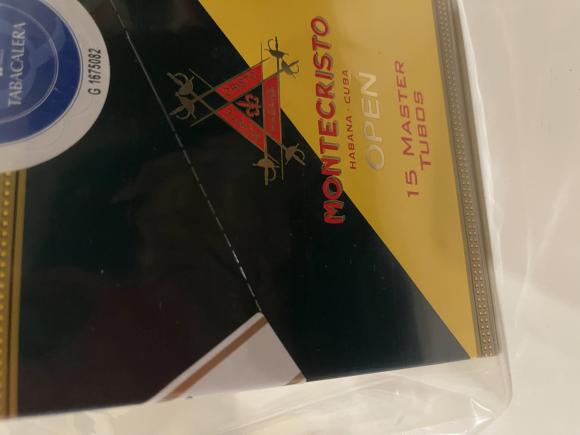 TABACALERA
G 1675082
MONTECRISTO
HABANA · CUBA
OPEN
15 MASTER
TUBOS